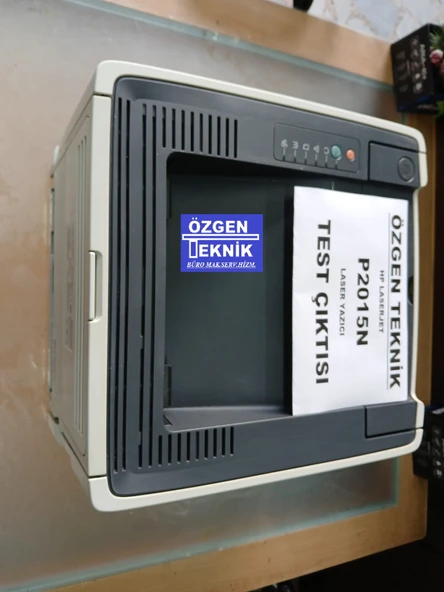 ÖZGEN
TEKNİK
BÜRO MAK.SERV.HİZM.
ÖZGEN TEKNİK
HP LASERJET
P2015N
LASER YAZICI
TEST ÇIKTISI